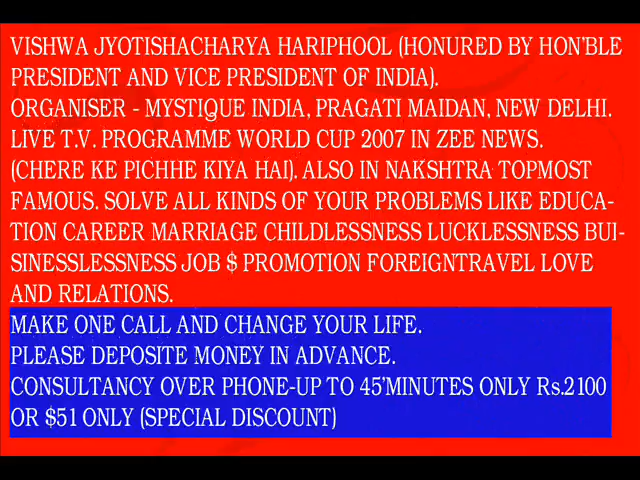 VISHWA JYOTISHACHARYA HARIPHOOL (HONURED BY HON'BLE
PRESIDENT AND VICE PRESIDENT OF INDIA).
ORGANISER - MYSTIQUE INDIA, PRAGATI MAIDAN, NEW DELHI.
LIVE T.V. PROGRAMME WORLD CUP 2007 IN ZEE NEWS.
(CHERE KE PICHHE KIYA HAI). ALSO IN NAKSHTRA TOPMOST
FAMOUS. SOLVE ALL KINDS OF YOUR PROBLEMS LIKE EDUCA-
TION CAREER MARRIAGE CHILDLESSNESS LUCKLESSNESS BUI-
SINESSLESSNESS JOB $ PROMOTION FOREIGNTRAVEL LOVE
AND RELATIONS.
MAKE ONE CALL AND CHANGE YOUR LIFE.
PLEASE DEPOSITE MONEY IN ADVANCE.
CONSULTANCY OVER PHONE-UP TO 45'MINUTES ONLY Rs.2100
OR $51 ONLY (SPECIAL DISCOUNT)